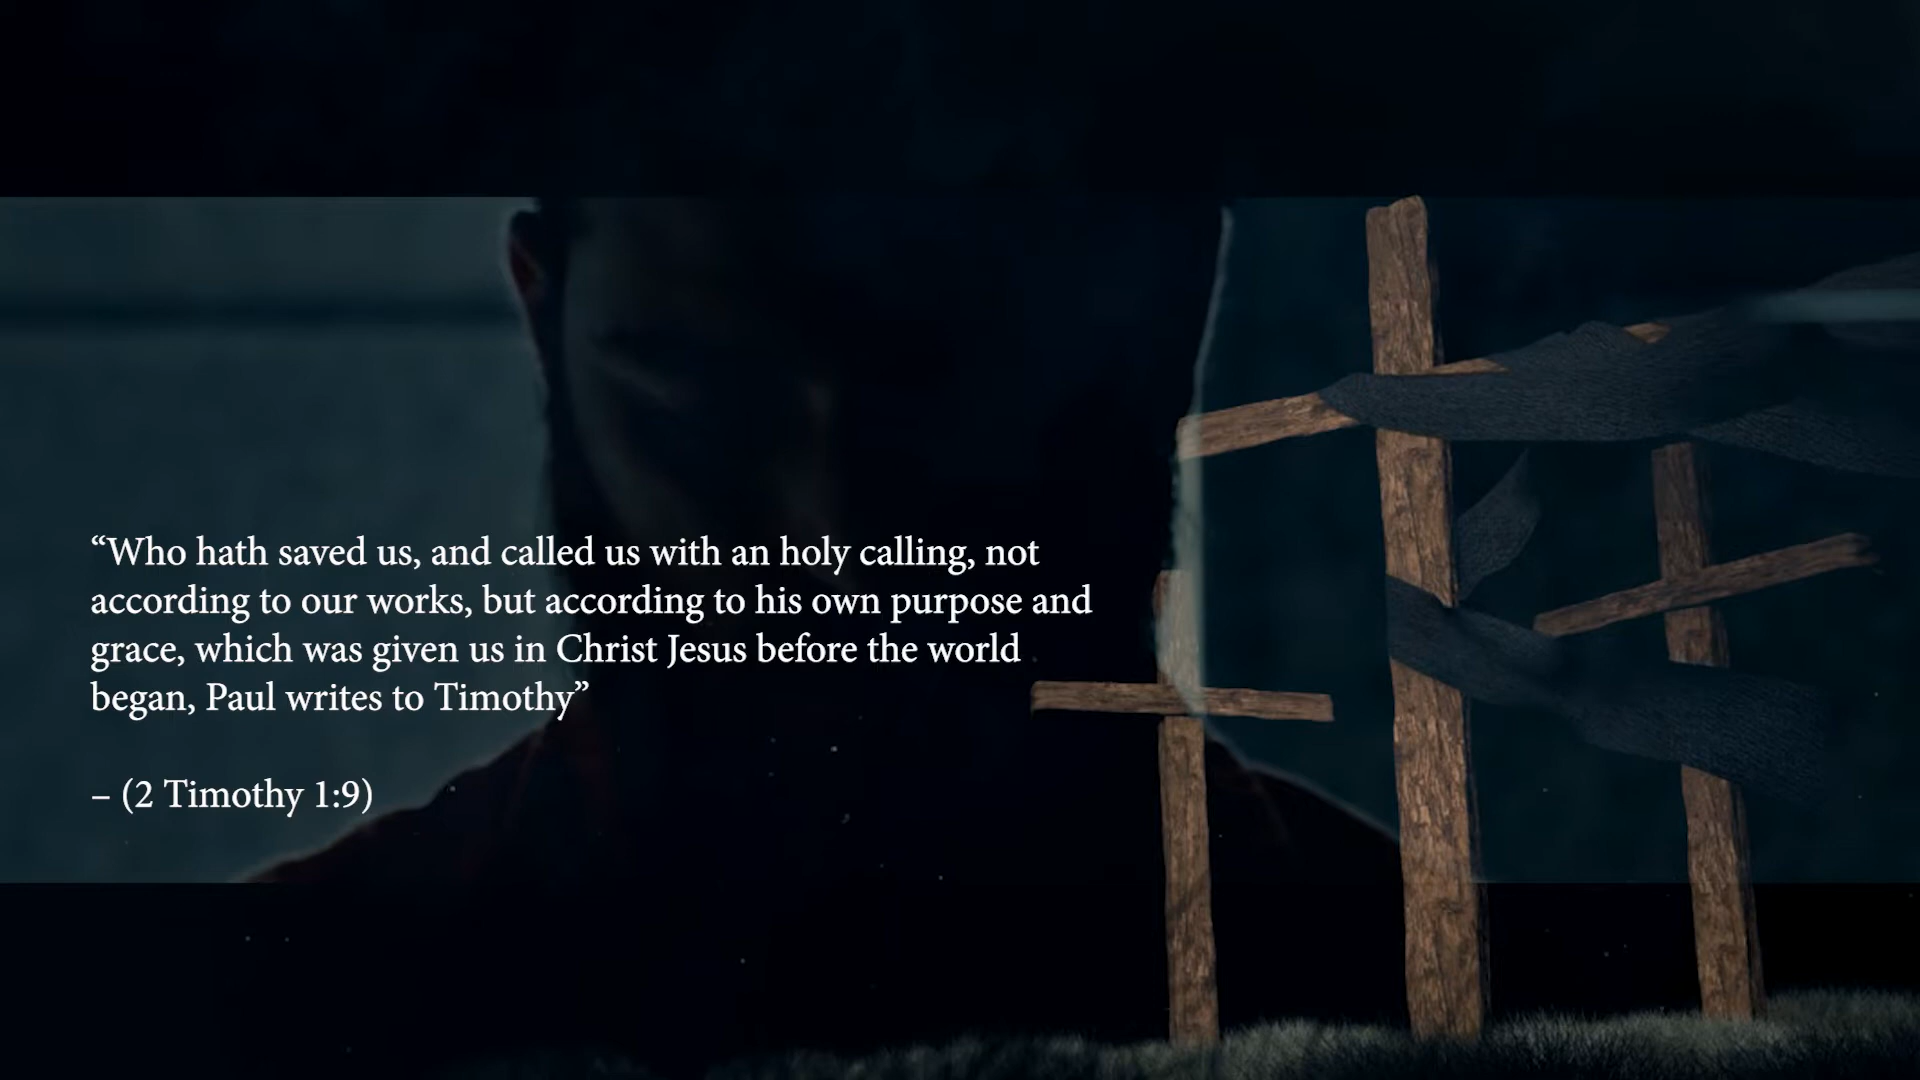 “Who hath saved us, and called us with an holy calling, not
according to our works, but according to his own purpose and
grace, which was given us in Christ Jesus before the world
began, Paul writes to Timothy”
– (2 Timothy 1:9)